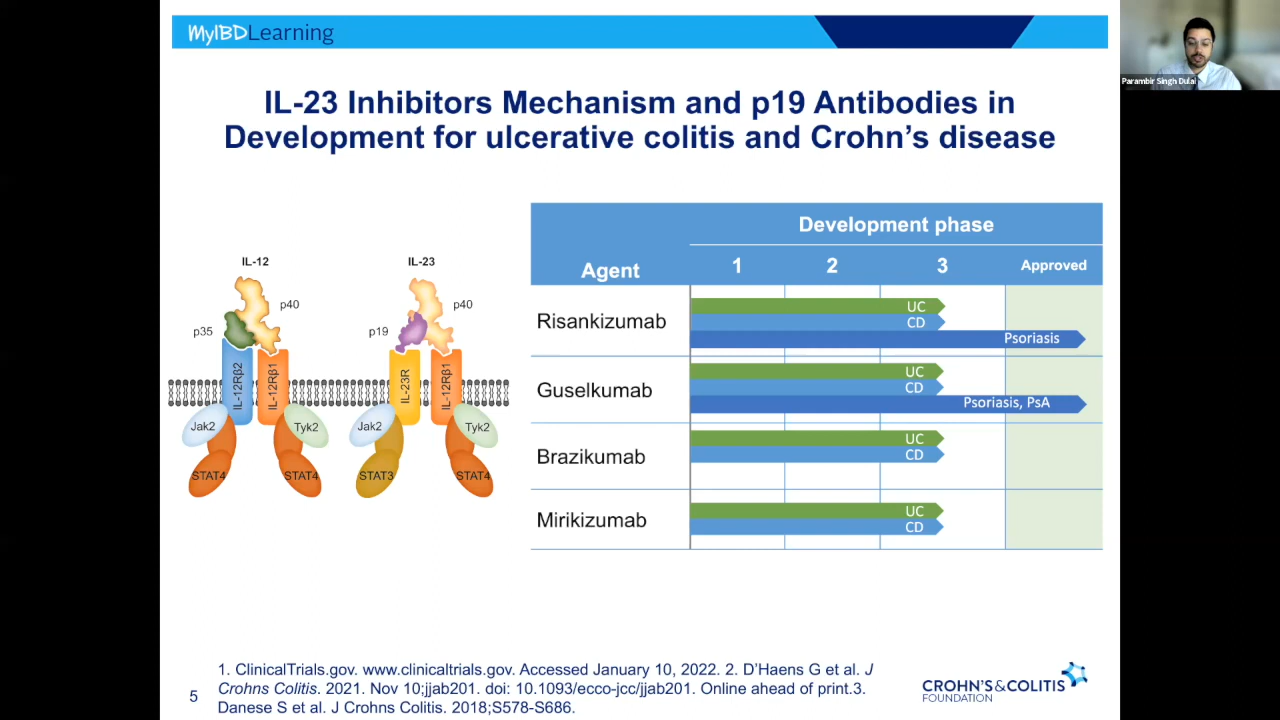 MyIBDLearning
Parambir Singh Dulai
IL-23 Inhibitors Mechanism and p19 Antibodies in
Development for ulcerative colitis and Crohn's disease
IL-12
p40
p35
IL-12Rβ2
IL-12Rβ1
Jak2
Tyk2
STAT4
STAT4
IL-23
p40
p19
IL-23R
IL-12Rβ1
Jak2
Tyk2
STAT3
STAT4
Agent
Development phase
1 2 3 Approved
Risankizumab
UC
CD
Psoriasis
Guselkumab
UC
CD
Psoriasis, PsA
Brazikumab
UC
CD
Mirikizumab
UC
CD
1. ClinicalTrials.gov. www.clinicaltrials.gov. Accessed January 10, 2022. 2. D'Haens G et al. J
Crohns Colitis. 2021. Nov 10;jjab201. doi: 10.1093/ecco-jcc/jjab201. Online ahead of print.3.
Danese S et al. J Crohns Colitis. 2018;S578-S686.
5
CROHN'S & COLITIS
FOUNDATION